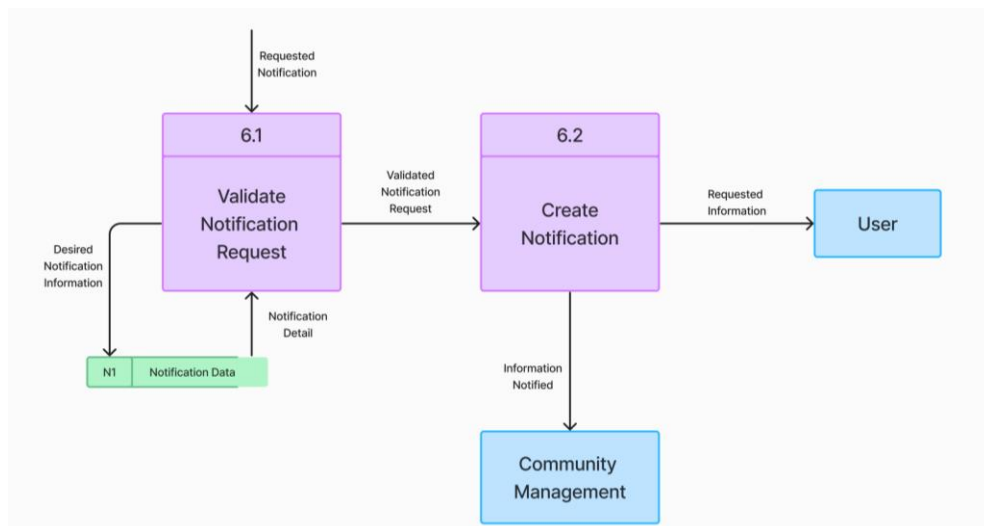 Requested
Notification
6.1
6.2
Validate
Notification
Request
Validated
Notification
Request
Create
Notification
Requested
Information
User
Desired
Notification
Information
Notification
Detail
N1
Notification Data
Information
Notified
Community
Management